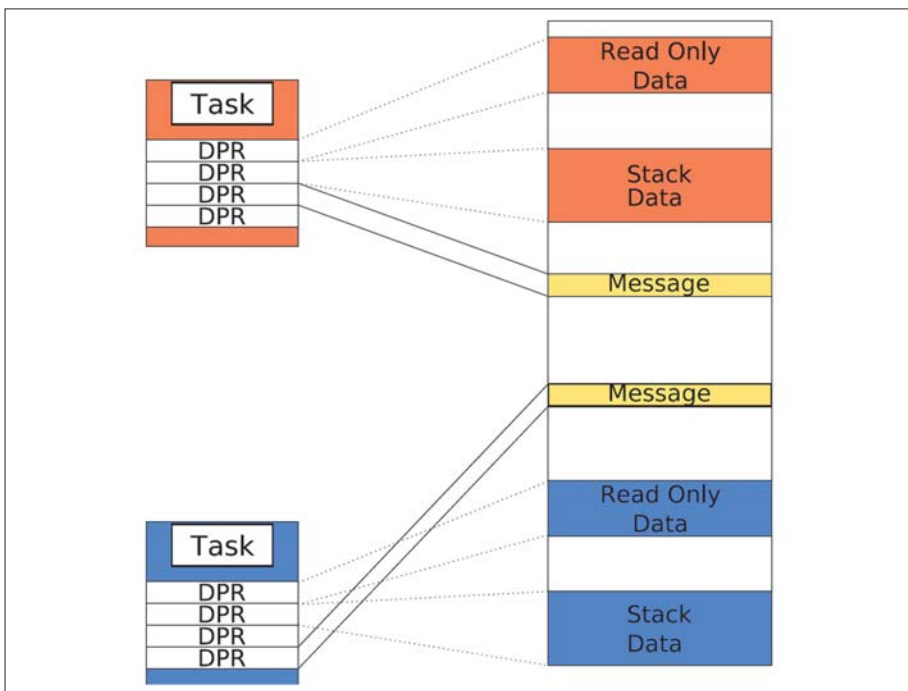 Task
DPR
DPR
DPR
DPR
Read Only
Data
Stack
Data
Message
Message
Task
DPR
DPR
DPR
DPR
Read Only
Data
Stack
Data